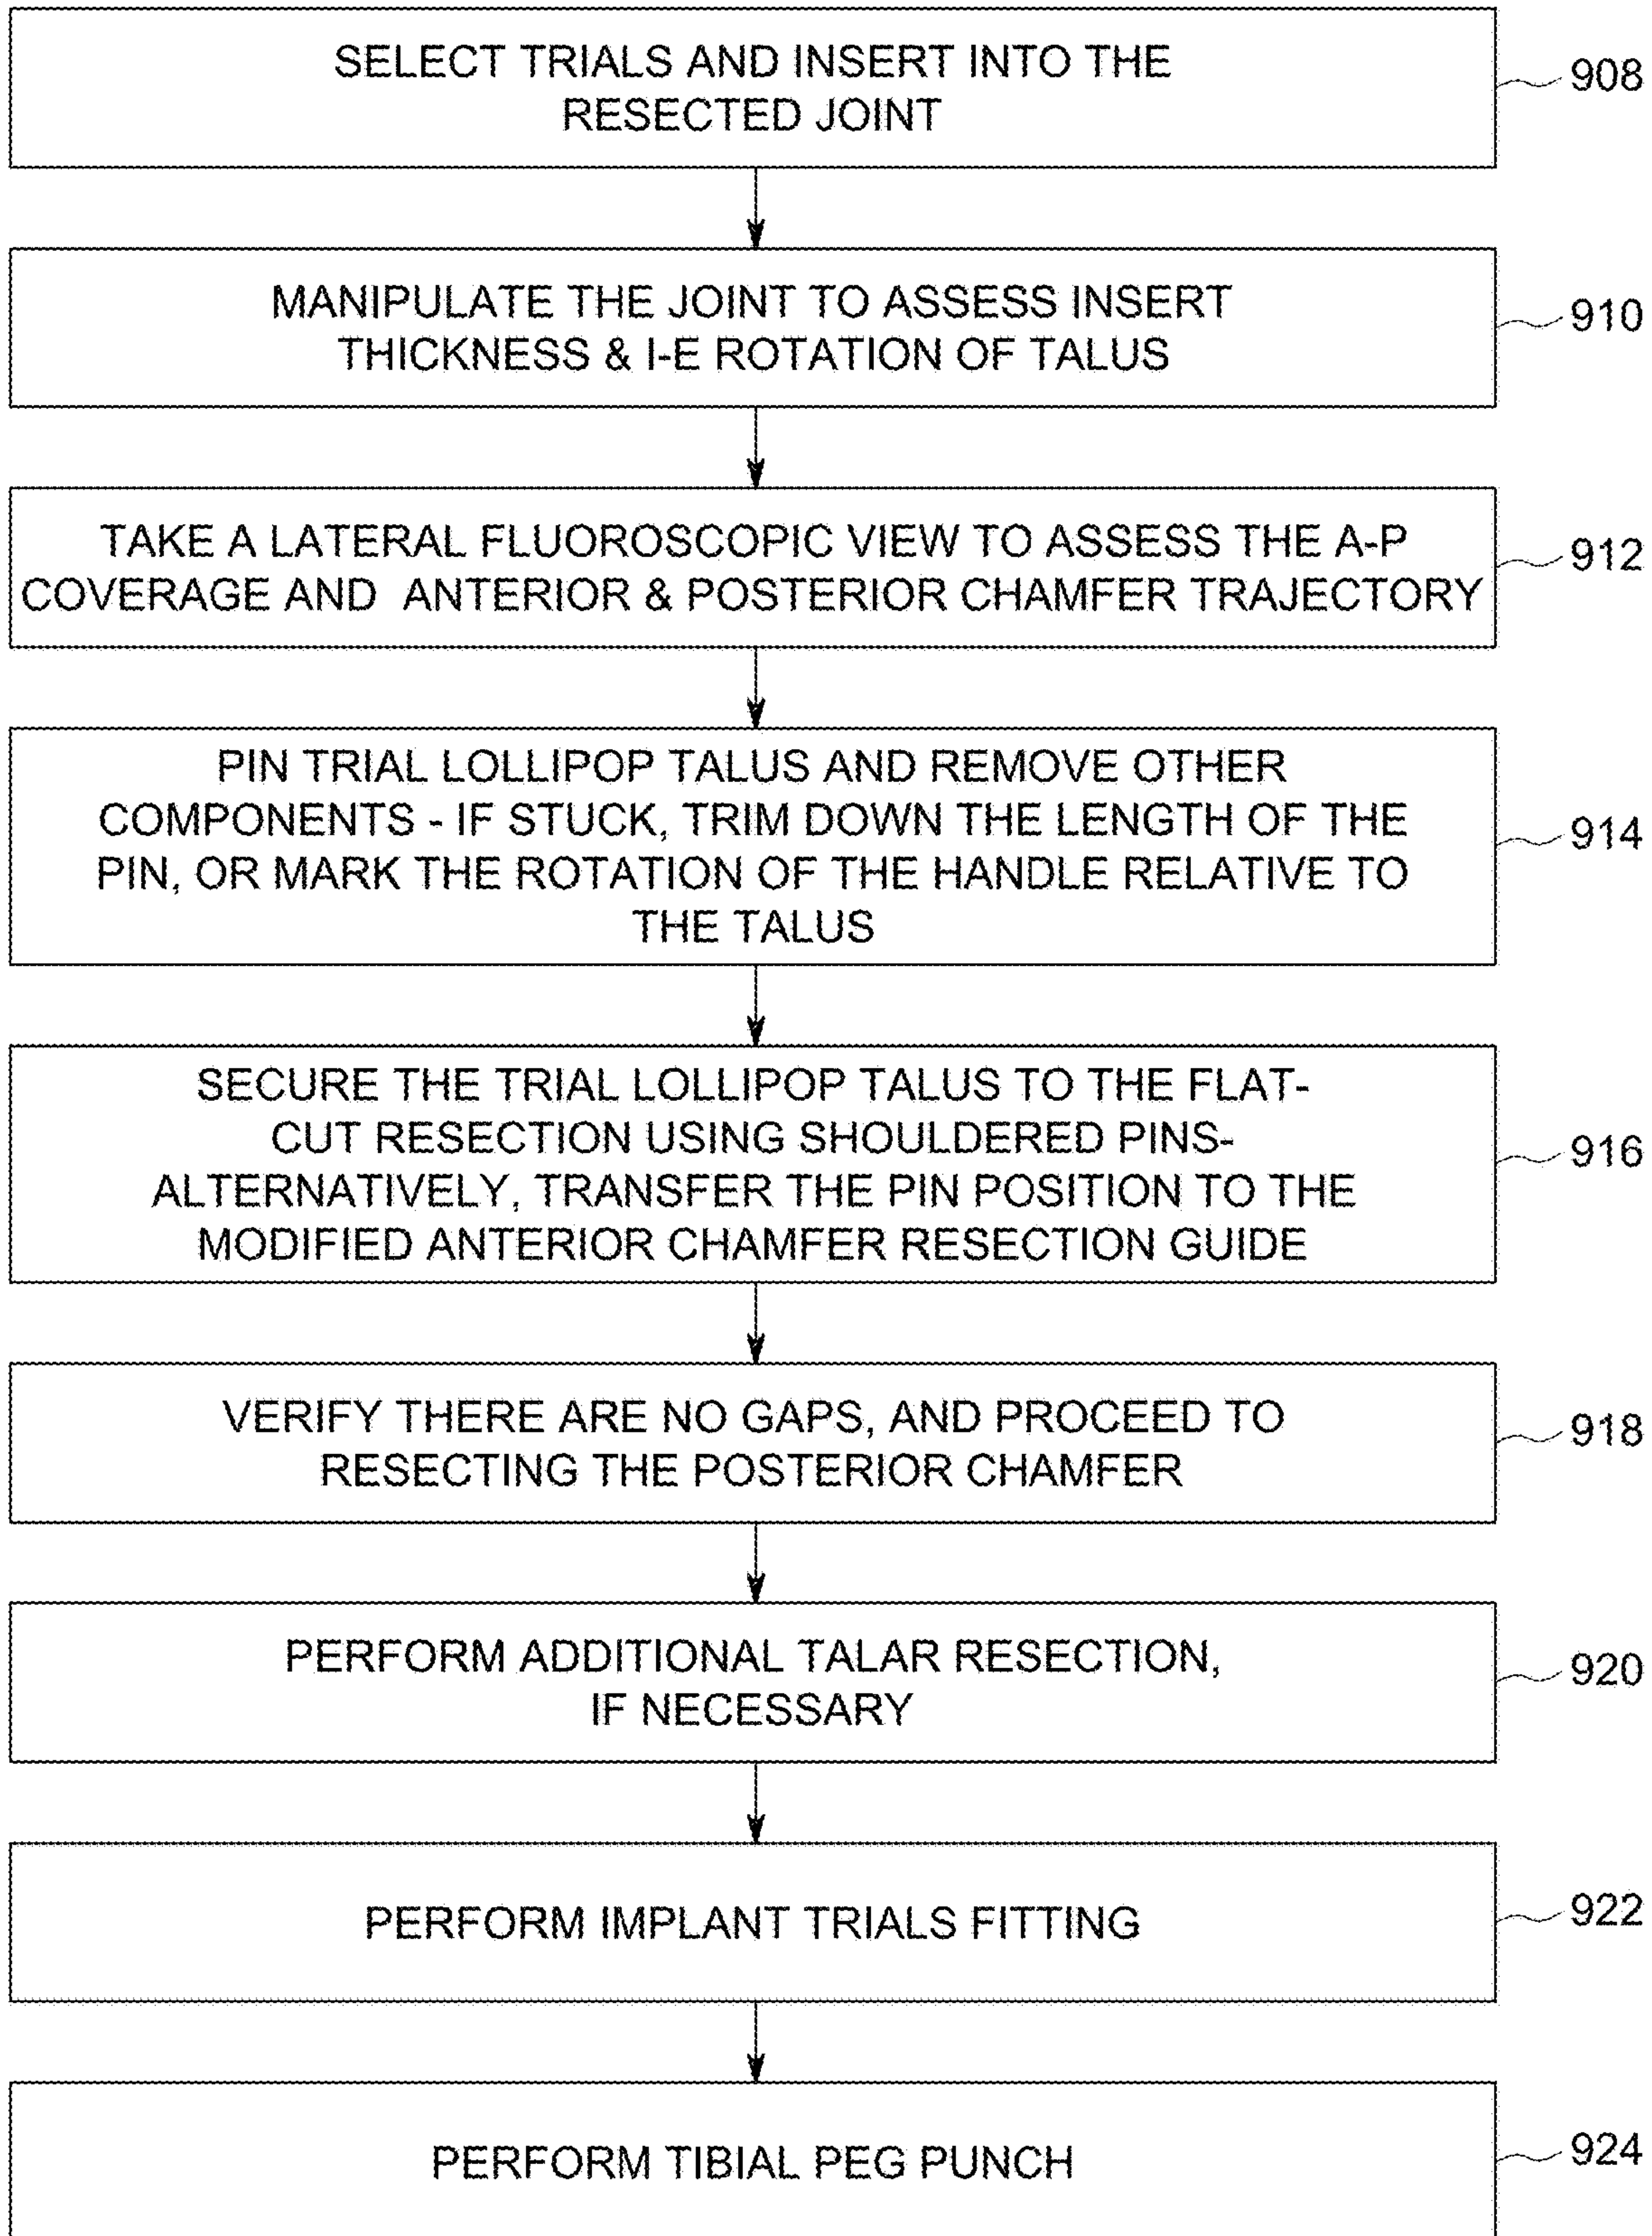 SELECT TRIALS AND INSERT INTO THE
RESECTED JOINT
908
MANIPULATE THE JOINT TO ASSESS INSERT
THICKNESS & I-E ROTATION OF TALUS
910
TAKE A LATERAL FLUOROSCOPIC VIEW TO ASSESS THE A-P
COVERAGE AND ANTERIOR & POSTERIOR CHAMFER TRAJECTORY
912
PIN TRIAL LOLLIPOP TALUS AND REMOVE OTHER
COMPONENTS - IF STUCK, TRIM DOWN THE LENGTH OF THE
PIN, OR MARK THE ROTATION OF THE HANDLE RELATIVE TO
THE TALUS
914
SECURE THE TRIAL LOLLIPOP TALUS TO THE FLAT-
CUT RESECTION USING SHOULDERED PINS-
ALTERNATIVELY, TRANSFER THE PIN POSITION TO THE
MODIFIED ANTERIOR CHAMFER RESECTION GUIDE
916
VERIFY THERE ARE NO GAPS, AND PROCEED TO
RESECTING THE POSTERIOR CHAMFER
918
PERFORM ADDITIONAL TALAR RESECTION,
IF NECESSARY
920
PERFORM IMPLANT TRIALS FITTING
922
PERFORM TIBIAL PEG PUNCH
924